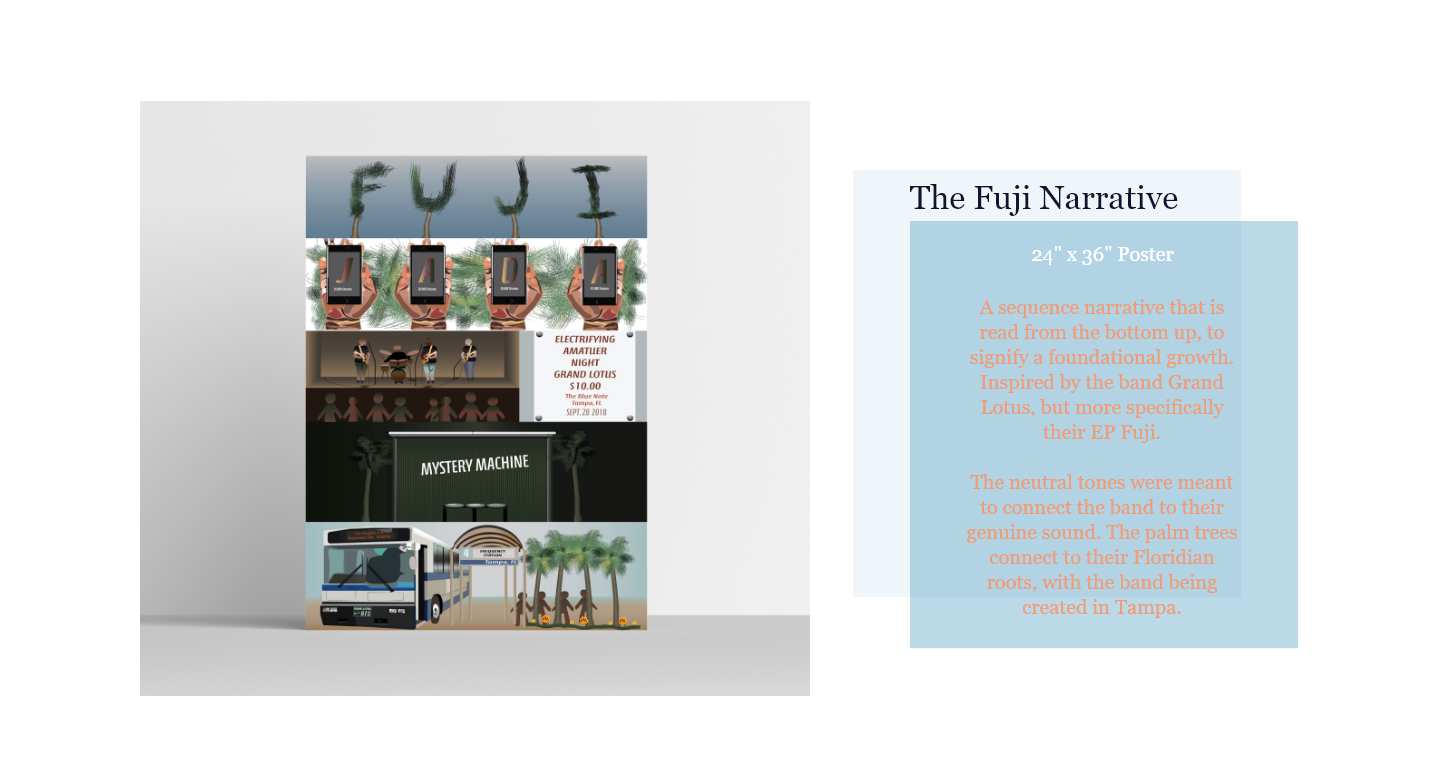 FUJI
J A D A
ELECTRIFYING
AMATUER
NIGHT
GRAND LOTUS
$10.00
The Blue Note
Tampa, FL
SEPT. 28 2018
MYSTERY MACHINE
4
FREQUENCY
STATION
Tampa, Fl
The Fuji Narrative
24" x 36" Poster
A sequence narrative that is
read from the bottom up, to
signify a foundational growth.
Inspired by the band Grand
Lotus, but more specifically
their EP Fuji.
The neutral tones were meant
to connect the band to their
genuine sound. The palm trees
connect to their Floridian
roots, with the band being
created in Tampa.